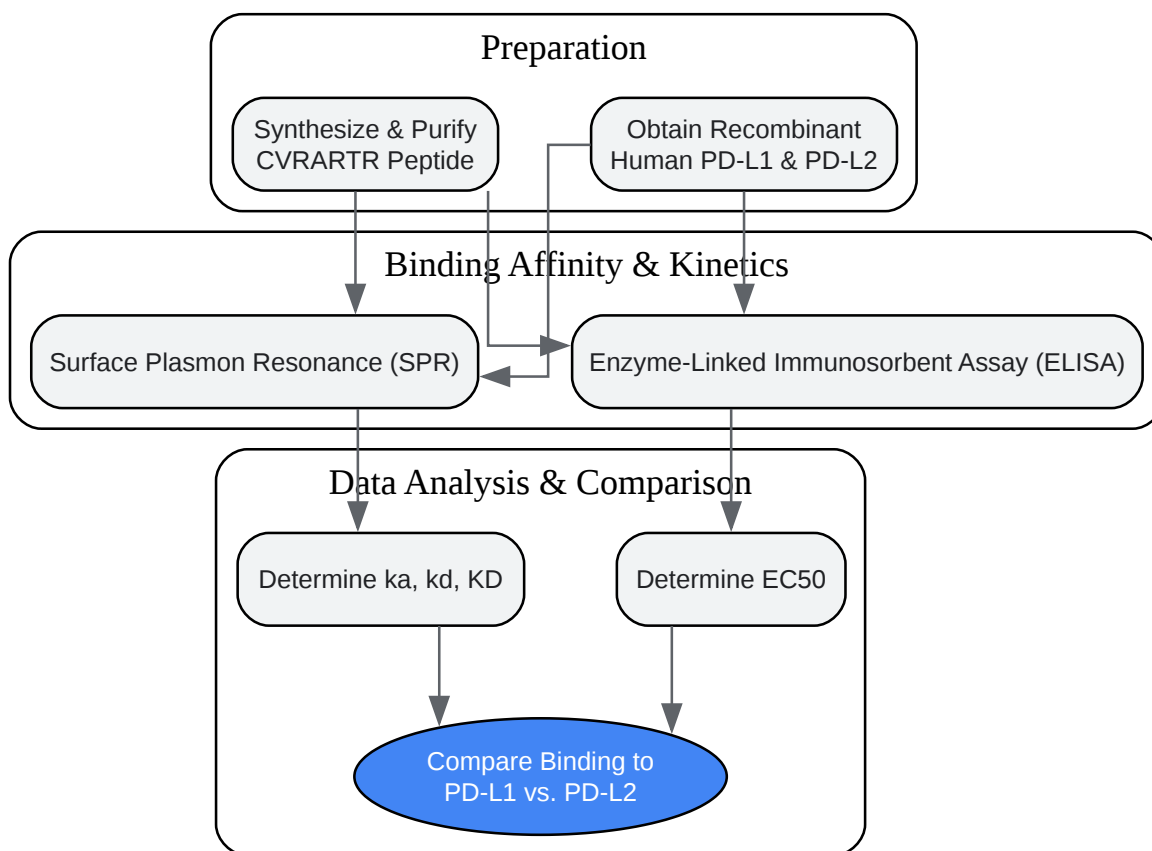 Preparation
Synthesize & Purify
CVRARTR Peptide
Obtain Recombinant
Human PD-L1 & PD-L2
Binding Affinity & Kinetics
Surface Plasmon Resonance (SPR)
Enzyme-Linked Immunosorbent Assay (ELISA)
Data Analysis & Comparison
Determine ka, kd, KD
Determine EC50
Compare Binding to
PD-L1 vs. PD-L2